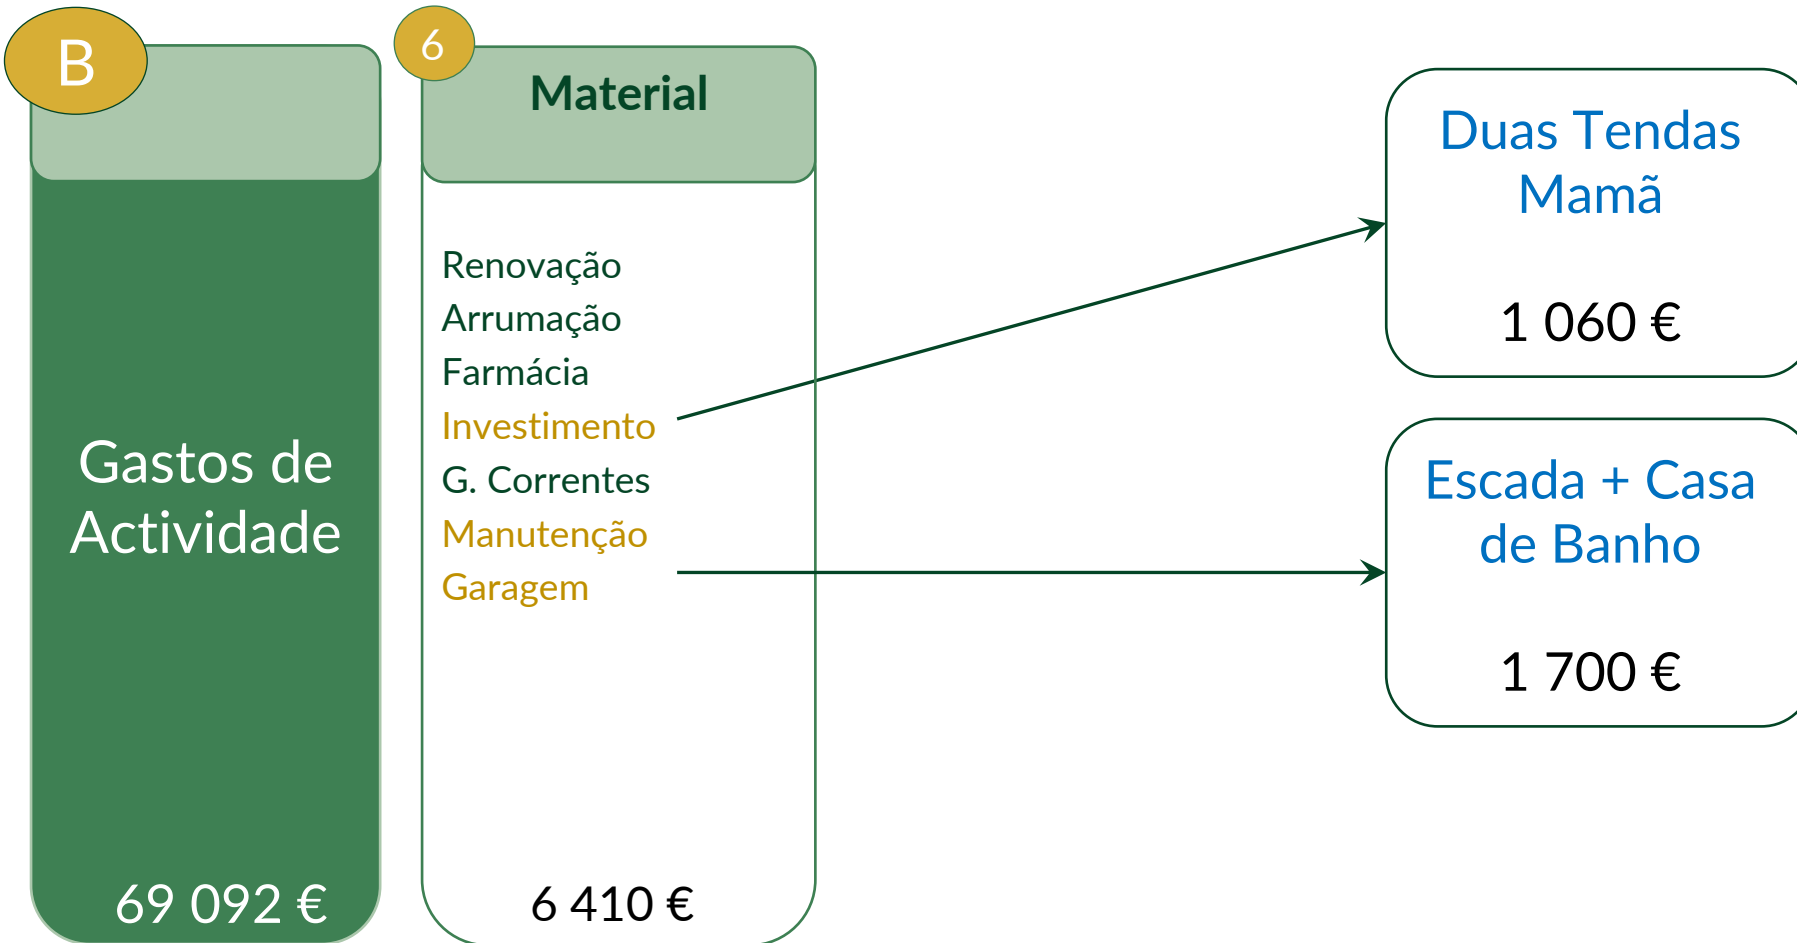 B
Gastos de
Actividade
69 092 €
6
Material
Renovação
Arrumação
Farmácia
Investimento
G. Correntes
Manutenção
Garagem
6 410 €
Duas Tendas
Mamã
1 060 €
Escada + Casa
de Banho
1 700 €